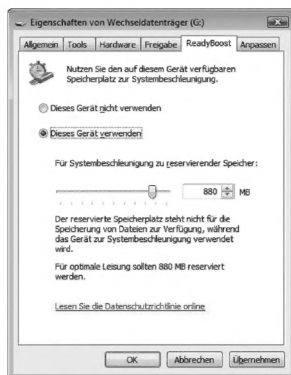 Eigenschaften von Wechseldatenträger (G:)
Allgemein Tools Hardware Freigabe ReadyBoost Anpassen
Nutzen Sie den auf diesem Gerät verfügbaren
Speicherplatz zur Systembeschleunigung.
Dieses Gerät nicht verwenden
Dieses Gerät verwenden
Für Systembeschleunigung zu reservierender Speicher:
880 MB
Der reservierte Speicherplatz steht nicht für die
Speicherung von Dateien zur Verfügung, während
das Gerät zur Systembeschleunigung verwendet
wird.
Für optimale Leisung sollten 880 MB reserviert
werden.
Lesen Sie die Datenschutzrichtlinie online
OK Abbrechen Übernehmen